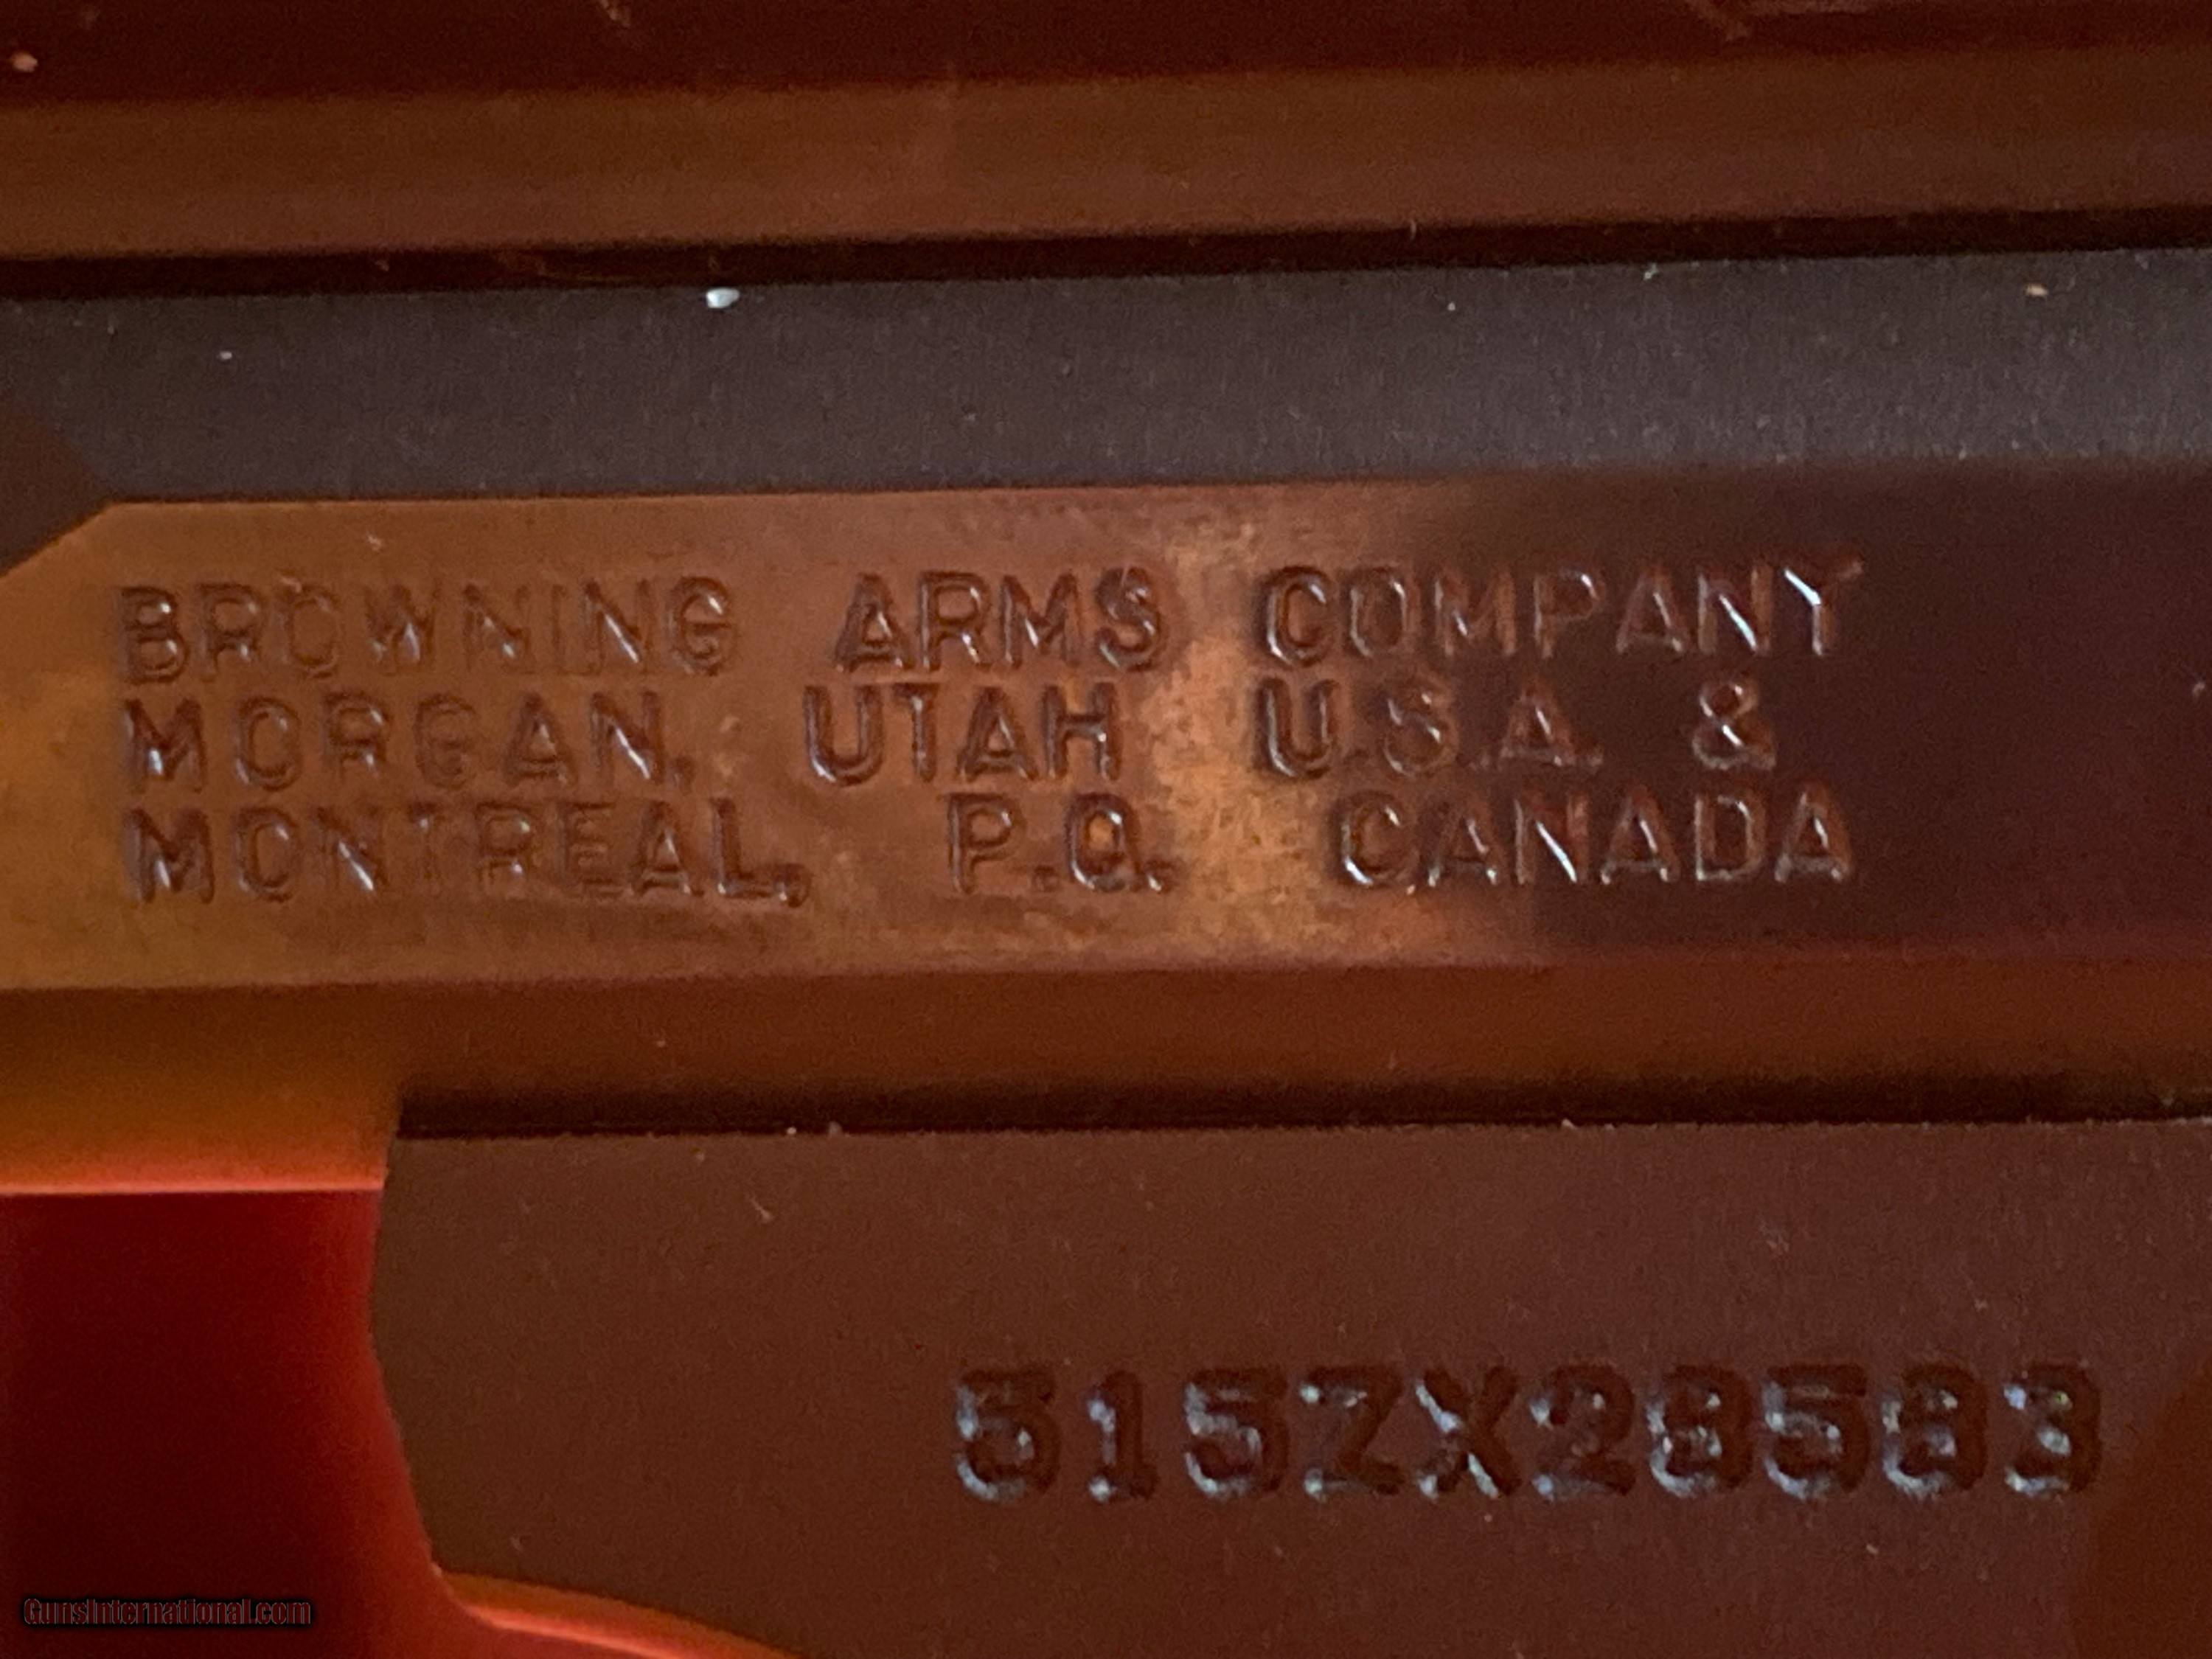 BROWNING ARMS COMPANY
MORGAN, UTAH U.S.A. &
MONTREAL, P.Q. CANADA
515ZX28583
GunsInternational.com